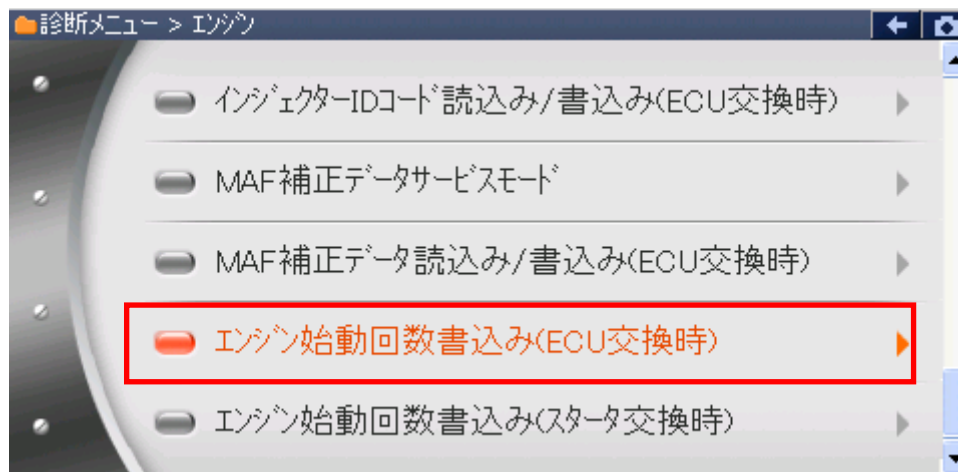 診断メニュー > エンジン
インジェクターIDコード読込み/書込み(ECU交換時)
MAF補正データサービスモード
MAF補正データ読込み/書込み(ECU交換時)
エンジン始動回数書込み(ECU交換時)
エンジン始動回数書込み(スタータ交換時)